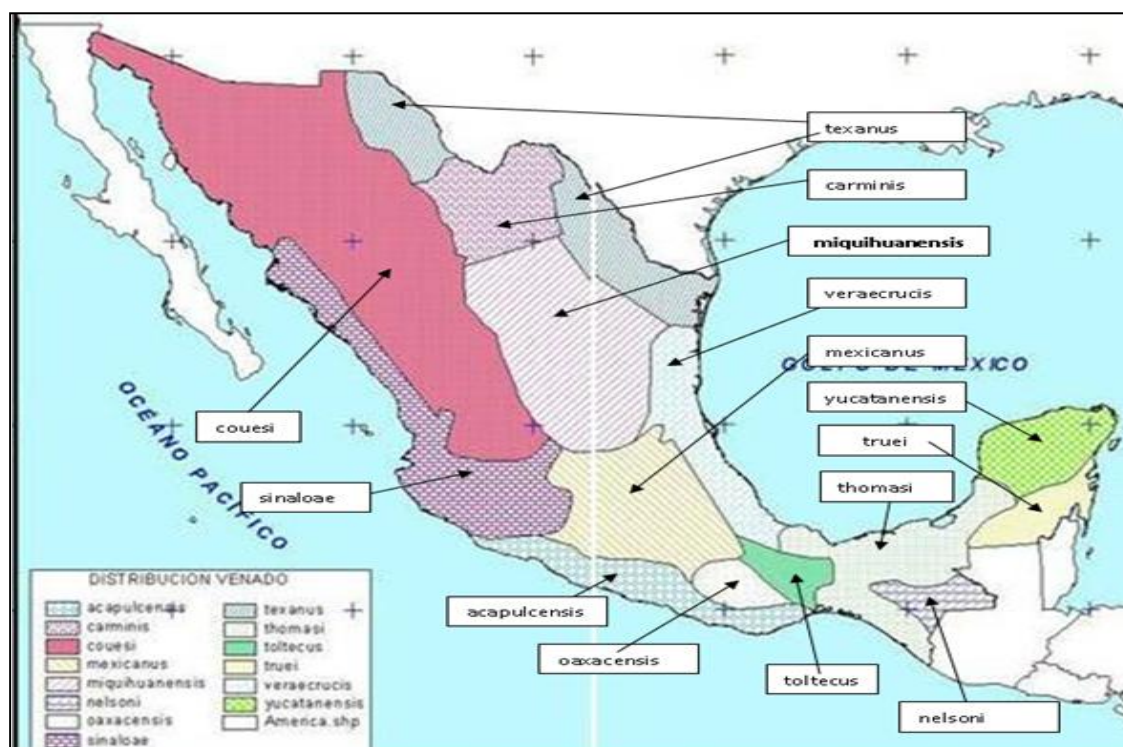 texanus
carminis
miquihuanensis
veraecrucis
mexicanus
GOLFO DE MEXICO
yucatanensis
truei
thomasi
couesi
sinaloae
OCEANO PACIFICO
acapulcensis
oaxacensis
toltecus
nelsoni
DISTRIBUCION VENADO
acapulcensis
carminis
couesi
mexicanus
miquihuanensis
nelsoni
oaxacensis
sinaloae
texanus
thomasi
toltecus
truei
veraecrucis
yucatanensis
America.shp